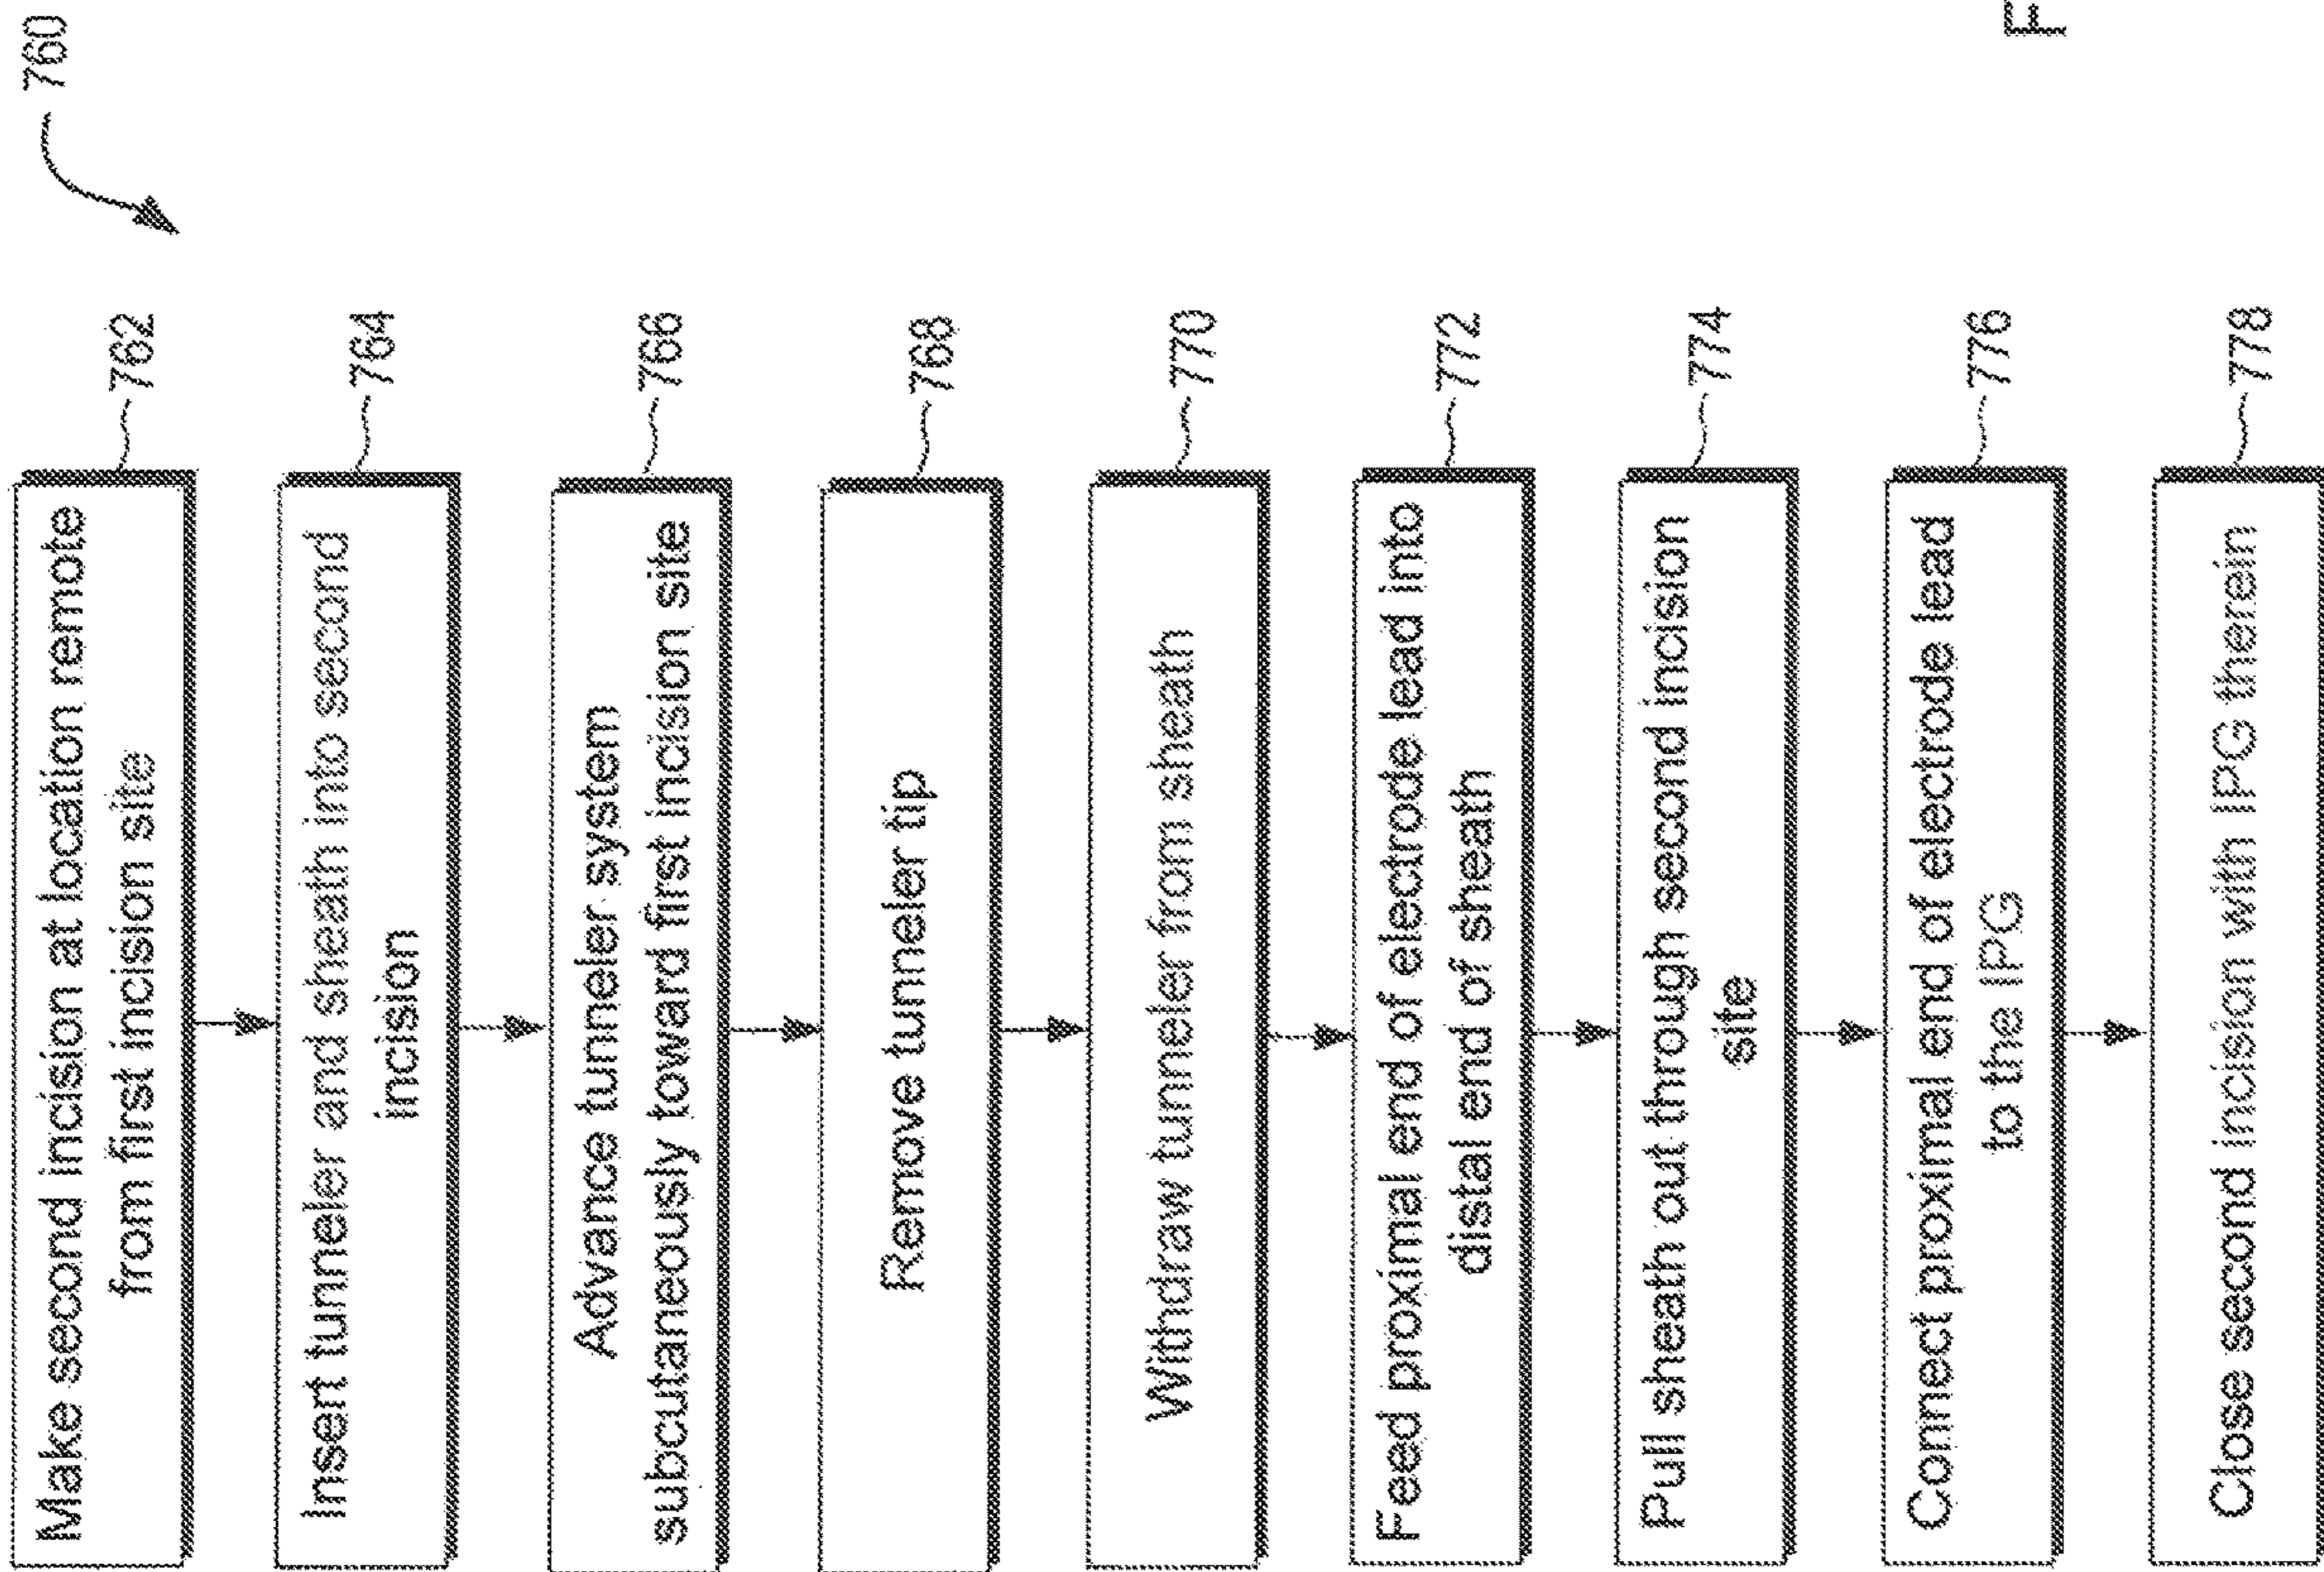 760
Make second incision at location remote
from first incision site
762
Insert tunneler and sheath into second
incision
764
Advance tunneler system
subcutaneously toward first incision site
766
Remove tunneler tip
768
Withdraw tunneler from sheath
770
Feed proximal end of electrode lead into
distal end of sheath
772
Pull sheath out through second incision
site
774
Connect proximal end of electrode lead
to the IPG
776
Close second incision with IPG therein
778
F